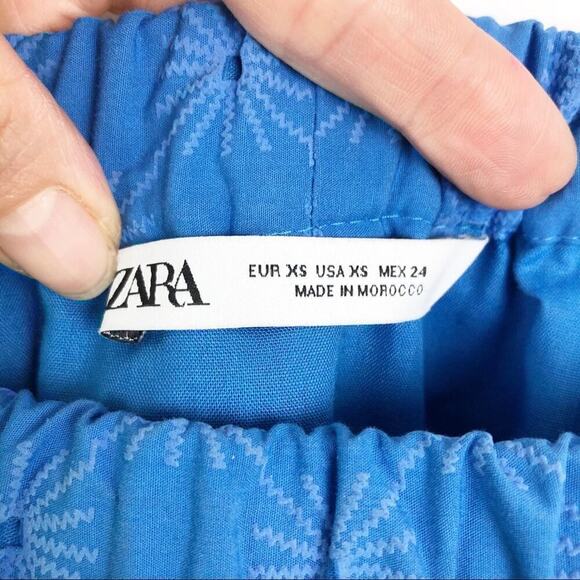 ZARA
EUR XS USA XS MEX 24
MADE IN MOROCCO